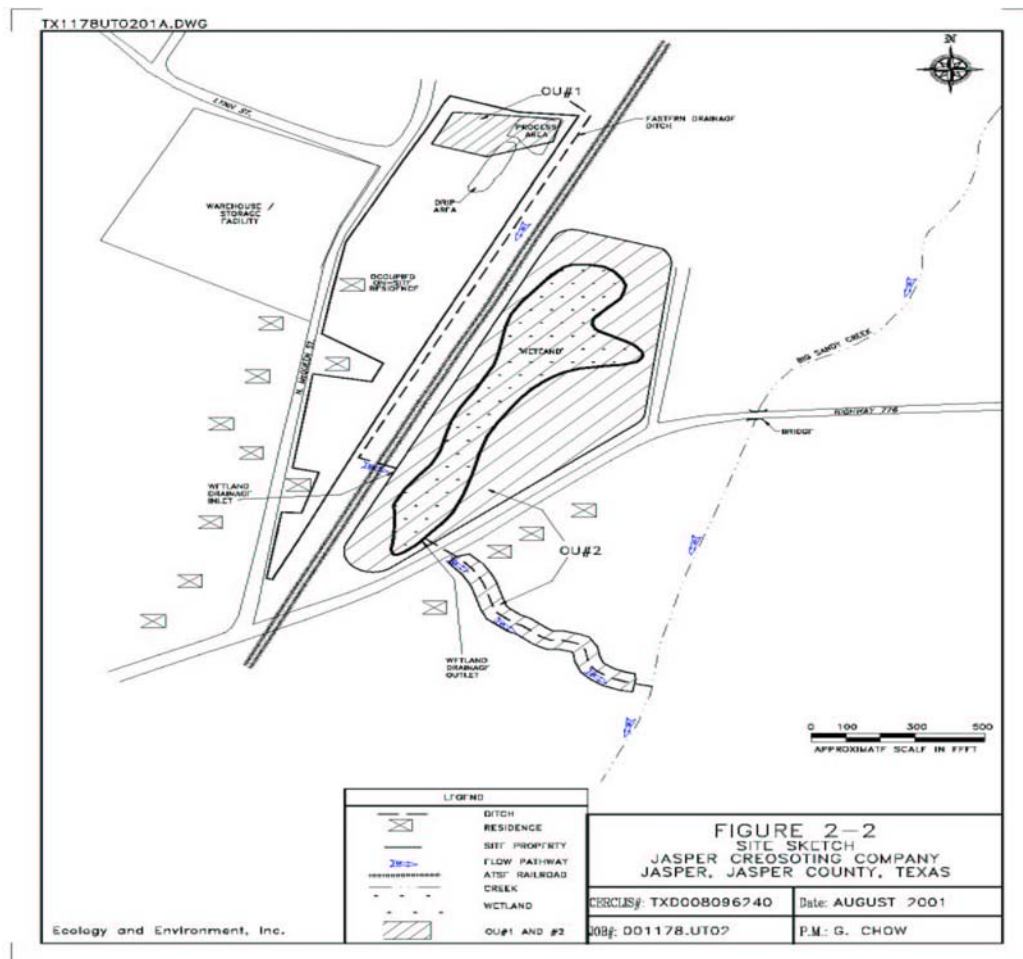 TX1178UT0201A.DWG
N
LYNN ST.
OU#1
PROCESS
AREA
EASTERN DRAINAGE
DITCH
DRIP
AREA
WAREHOUSE /
STORAGE
FACILITY
OCCUPIED
ON-SITE
RESIDENCE
"WETLAND"
BIG SANDY CREEK
HIGHWAY 776
BRIDGE
WETLAND
DRAINAGE
INLET
OU#2
WETLAND
DRAINAGE
OUTLET
0 100 300 500
APPROXIMATE SCALE IN FEET
LEGEND
DITCH
RESIDENCE
SITE PROPERTY
FLOW PATHWAY
ATSF RAILROAD
CREEK
WETLAND
OU#1 AND #2
FIGURE 2-2
SITE SKETCH
JASPER CREOSOTING COMPANY
JASPER, JASPER COUNTY, TEXAS
CERCLIS#: TXD008096240
Date: AUGUST 2001
JOB#: 001178.UT02
P.M.: G. CHOW
Ecology and Environment, Inc.